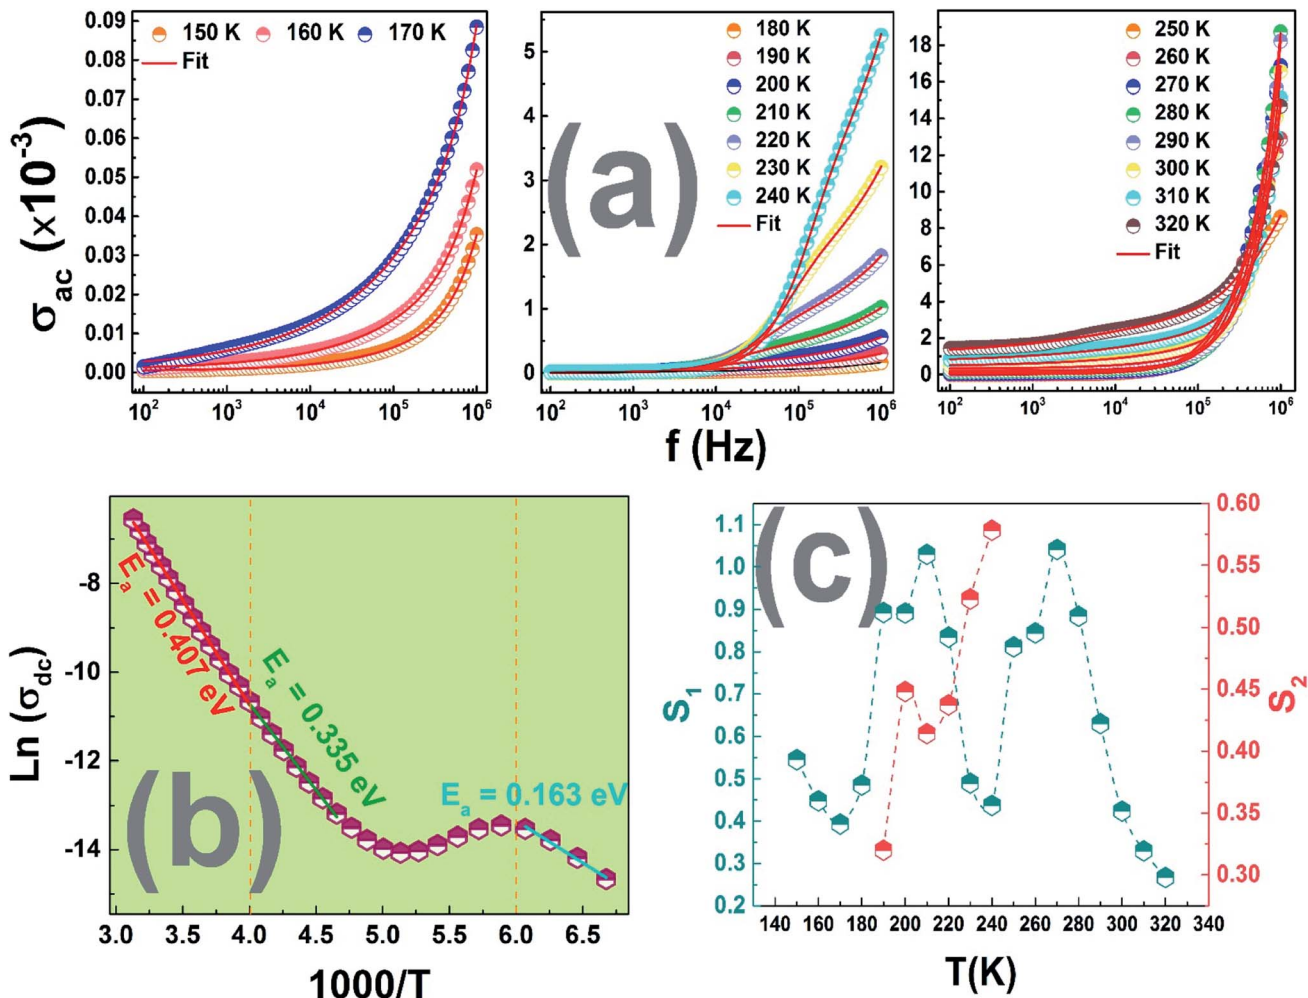 150 K 160 K 170 K
Fit
0.09
0.08
0.07
0.06
0.05
0.04
0.03
0.02
0.01
0.00
σac (x10⁻³)
10² 10³ 10⁴ 10⁵ 10⁶
(a)
180 K
190 K
200 K
210 K
220 K
230 K
240 K
Fit
5
4
3
2
1
0
10² 10³ 10⁴ 10⁵ 10⁶
250 K
260 K
270 K
280 K
290 K
300 K
310 K
320 K
Fit
18
16
14
12
10
8
6
4
2
0
10² 10³ 10⁴ 10⁵ 10⁶
f (Hz)
Ln (σdc)
-8
-10
-12
-14
Ea = 0.407 eV
Ea = 0.335 eV
Ea = 0.163 eV
(b)
3.0 3.5 4.0 4.5 5.0 5.5 6.0 6.5
1000/T
(c)
S₁
1.1
1.0
0.9
0.8
0.7
0.6
0.5
0.4
0.3
0.2
S₂
0.60
0.55
0.50
0.45
0.40
0.35
0.30
140 160 180 200 220 240 260 280 300 320 340
T(K)